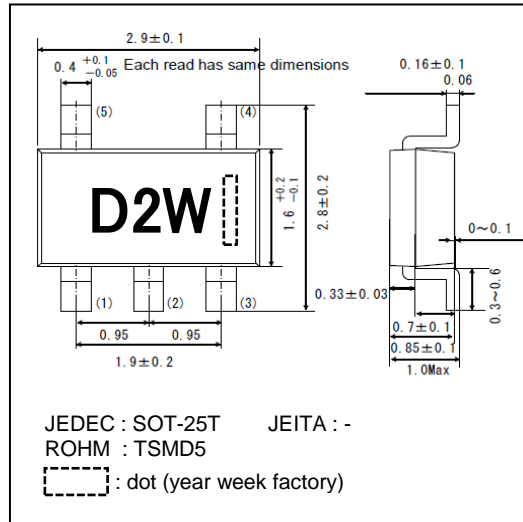 2.9±0.1
0.4 +0.1 -0.05 Each read has same dimensions
0.16±0.1
0.06
(5)
(4)
D2W
1.6 +0.2 -0.1
2.8±0.2
0~0.1
(1)
(2)
(3)
0.33±0.03
0.3~0.6
0.95
0.95
0.7±0.1
0.85±0.1
1.9±0.2
1.0Max
JEDEC : SOT-25T JEITA : -
ROHM : TSMD5
: dot (year week factory)